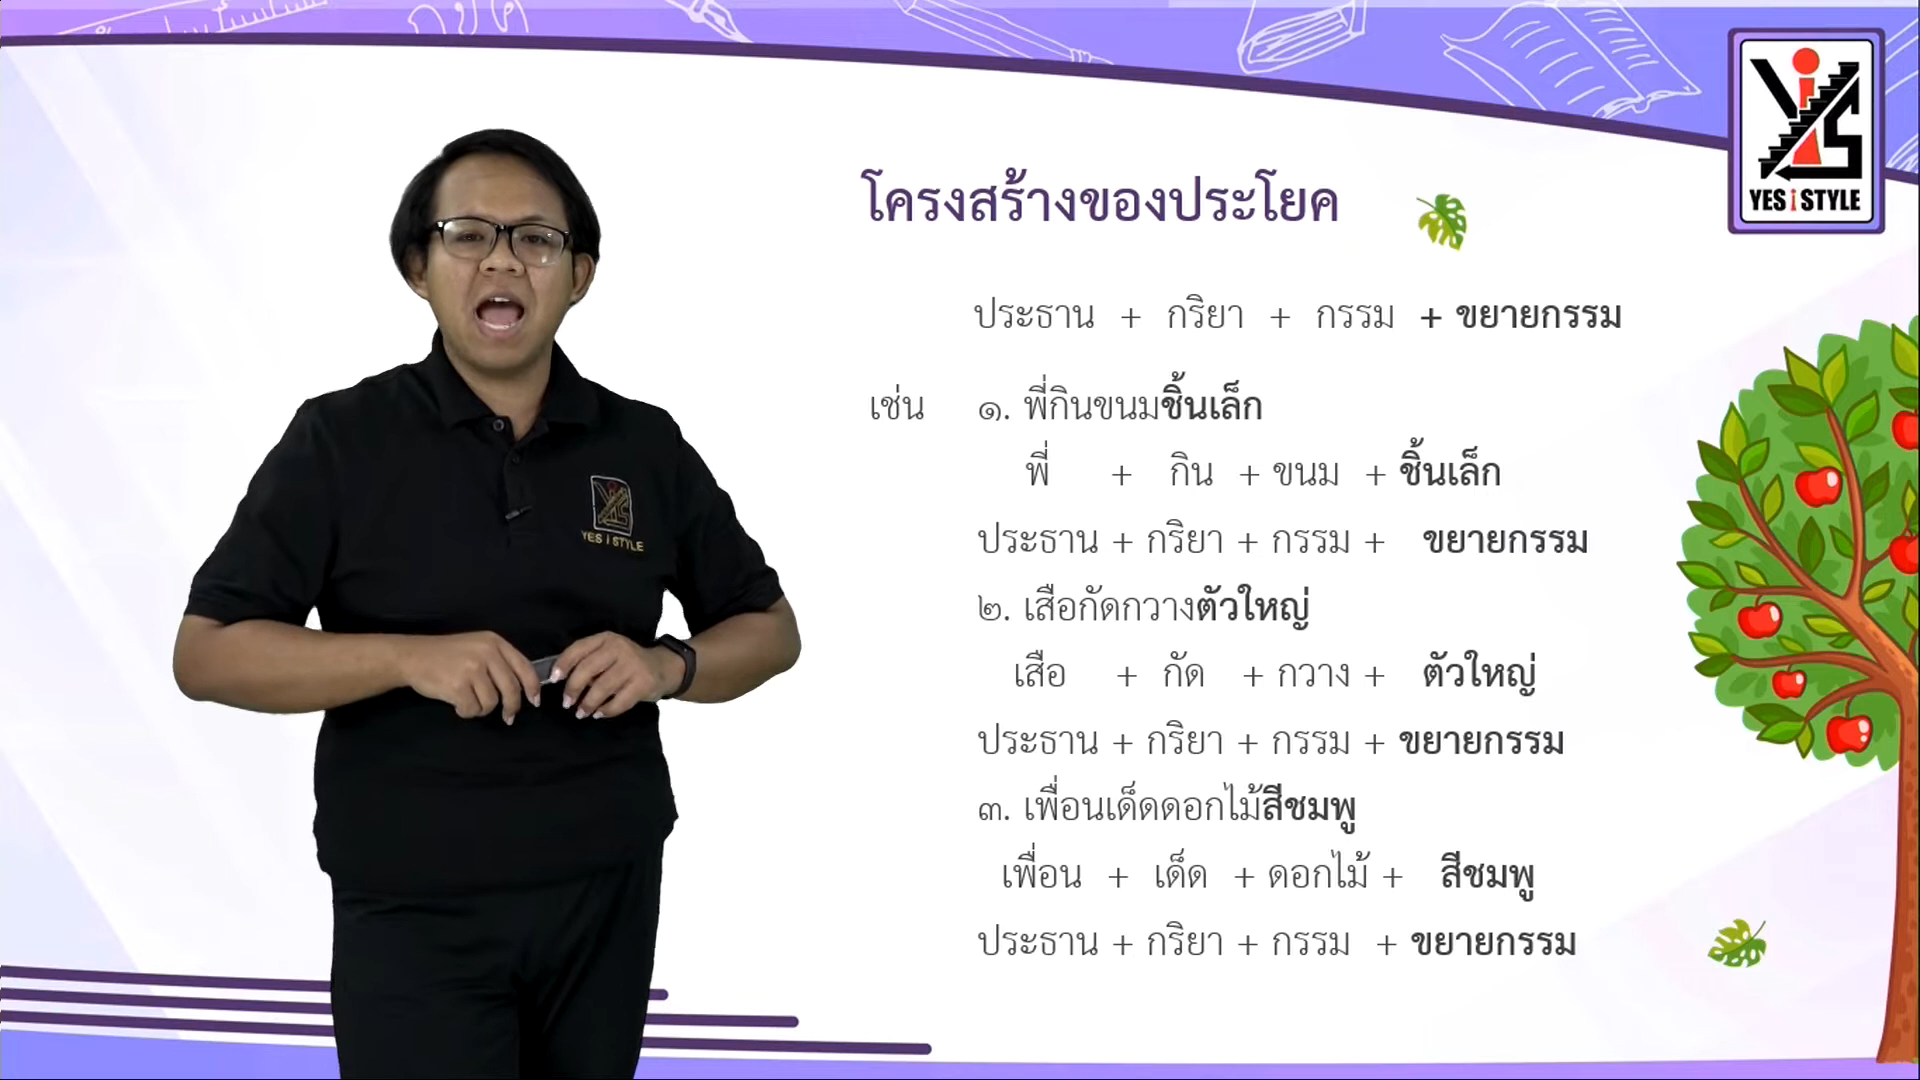 กขค
YiS
YES i STYLE
โครงสร้างของประโยค
ประธาน + กริยา + กรรม + ขยายกรรม
เช่น ๑. พี่กินขนมชิ้นเล็ก
พี่ + กิน + ขนม + ชิ้นเล็ก
ประธาน + กริยา + กรรม + ขยายกรรม
๒. เสือกัดกวางตัวใหญ่
เสือ + กัด + กวาง + ตัวใหญ่
ประธาน + กริยา + กรรม + ขยายกรรม
๓. เพื่อนเด็ดดอกไม้สีชมพู
เพื่อน + เด็ด + ดอกไม้ + สีชมพู
ประธาน + กริยา + กรรม + ขยายกรรม
YES i STYLE